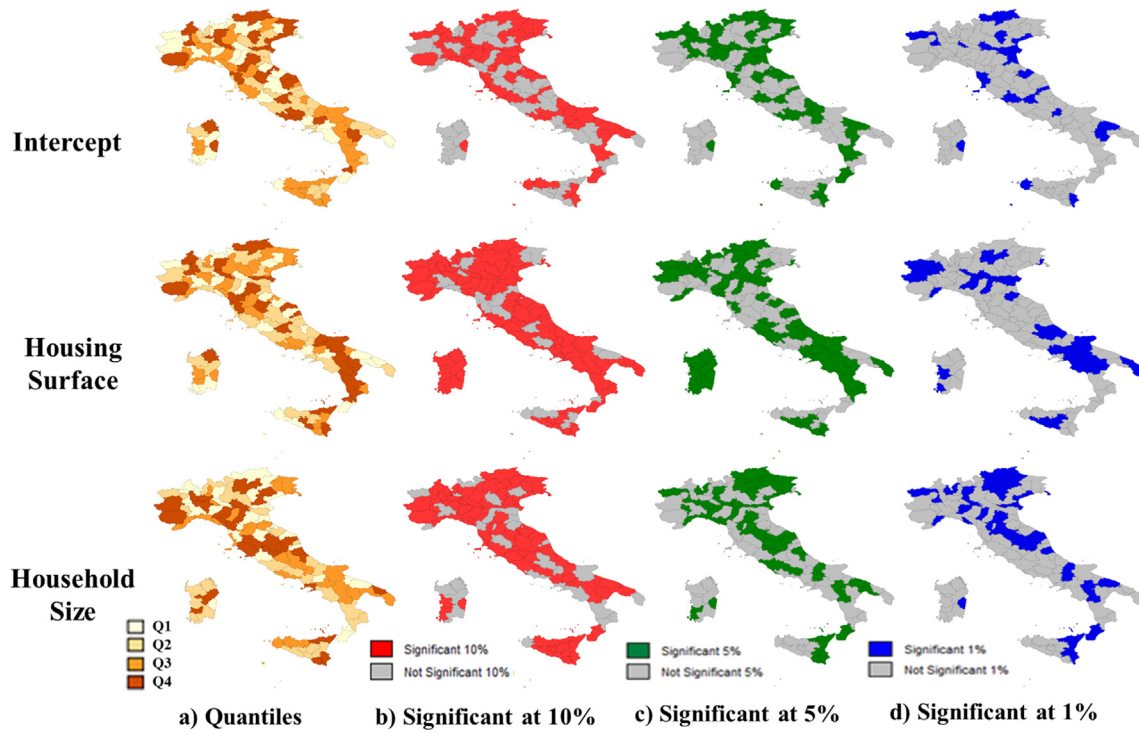 Intercept
Housing
Surface
Household
Size
Q1
Q2
Q3
Q4
Significant 10%
Not Significant 10%
Significant 5%
Not Significant 5%
Significant 1%
Not Significant 1%
a) Quantiles
b) Significant at 10%
c) Significant at 5%
d) Significant at 1%